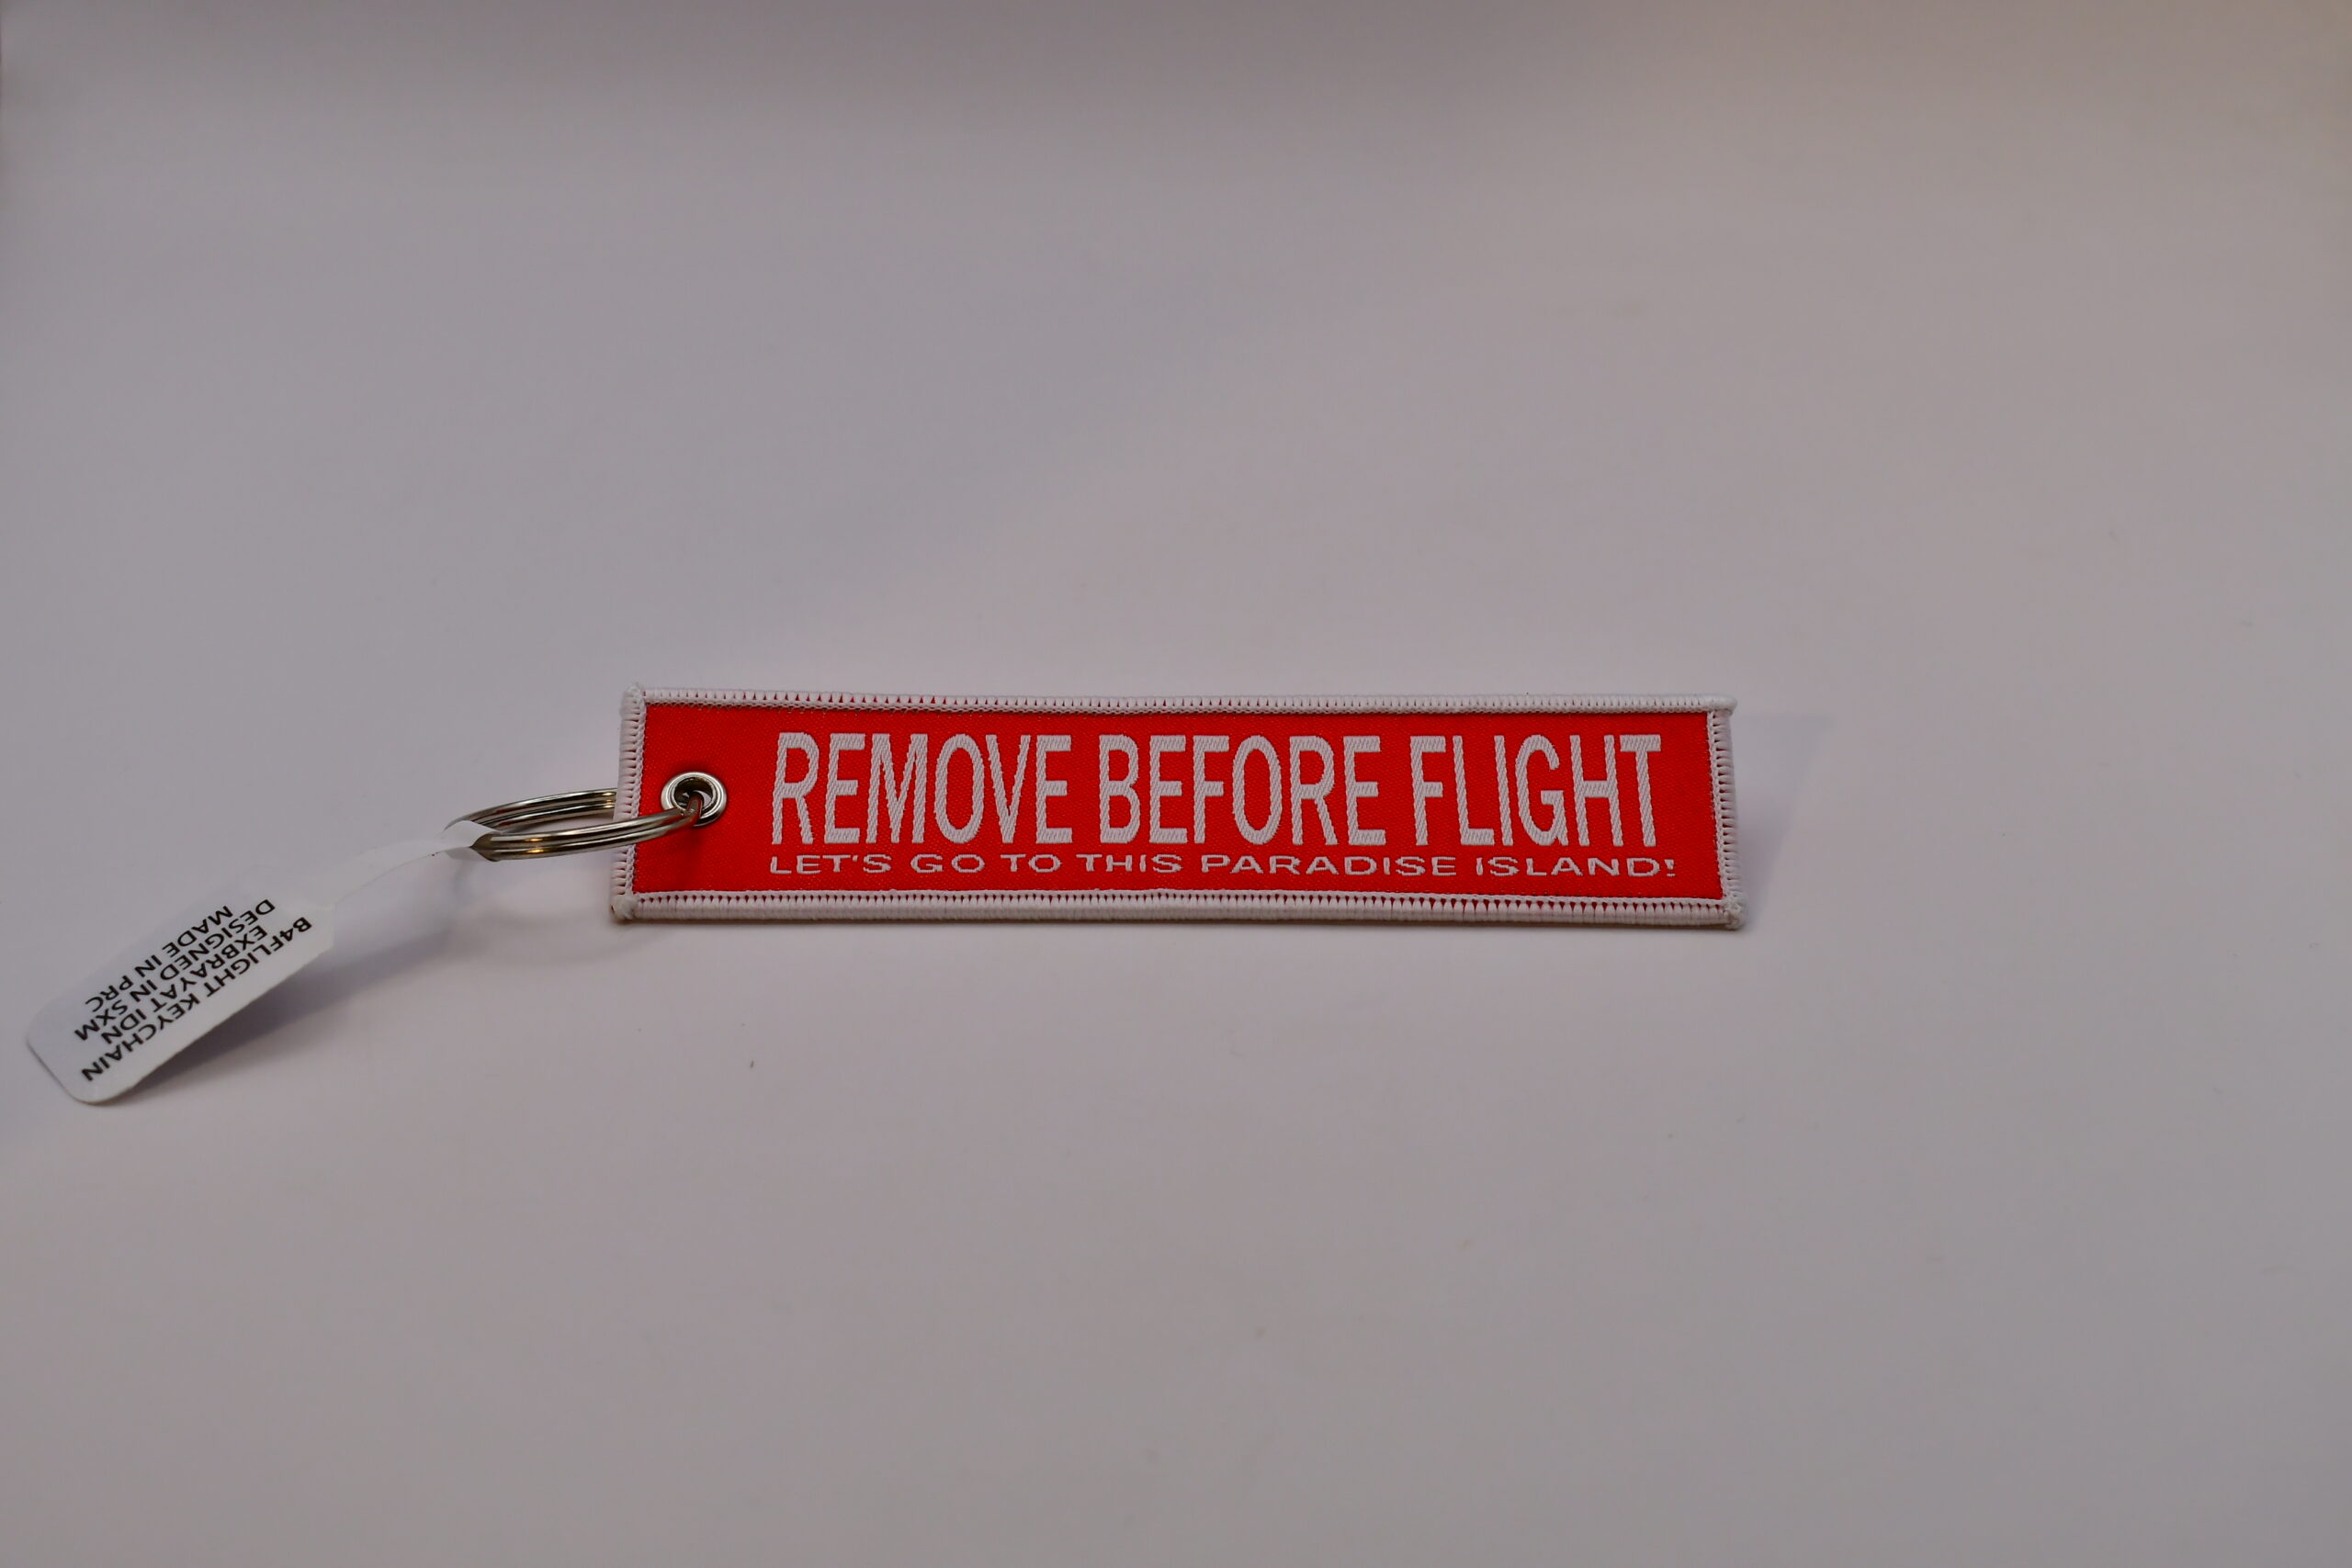 REMOVE BEFORE FLIGHT
LET'S GO TO THIS PARADISE ISLAND!
B4FLIGHT KEYCHAIN
EXBRAYAT IDN
DESIGNED IN SXM
MADE IN PRC